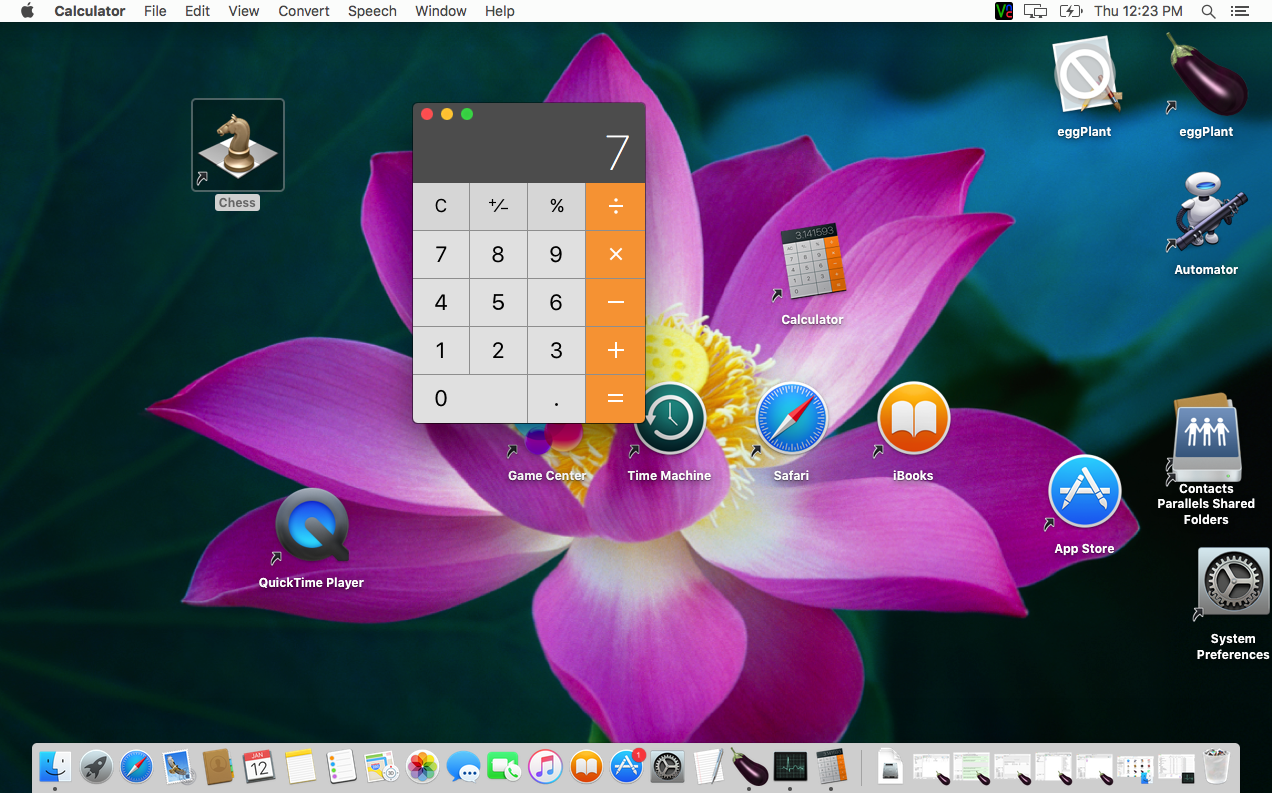 Calculator File Edit View Convert Speech Window Help Thu 12:23 PM
eggPlant
eggPlant
Chess
7
C +/− % ÷
7 8 9 ×
4 5 6 −
1 2 3 +
0 . =
3.141593
Automator
Calculator
Game Center
Time Machine
Safari
iBooks
Contacts
Parallels Shared
Folders
App Store
QuickTime Player
System
Preferences
JAN
12
1